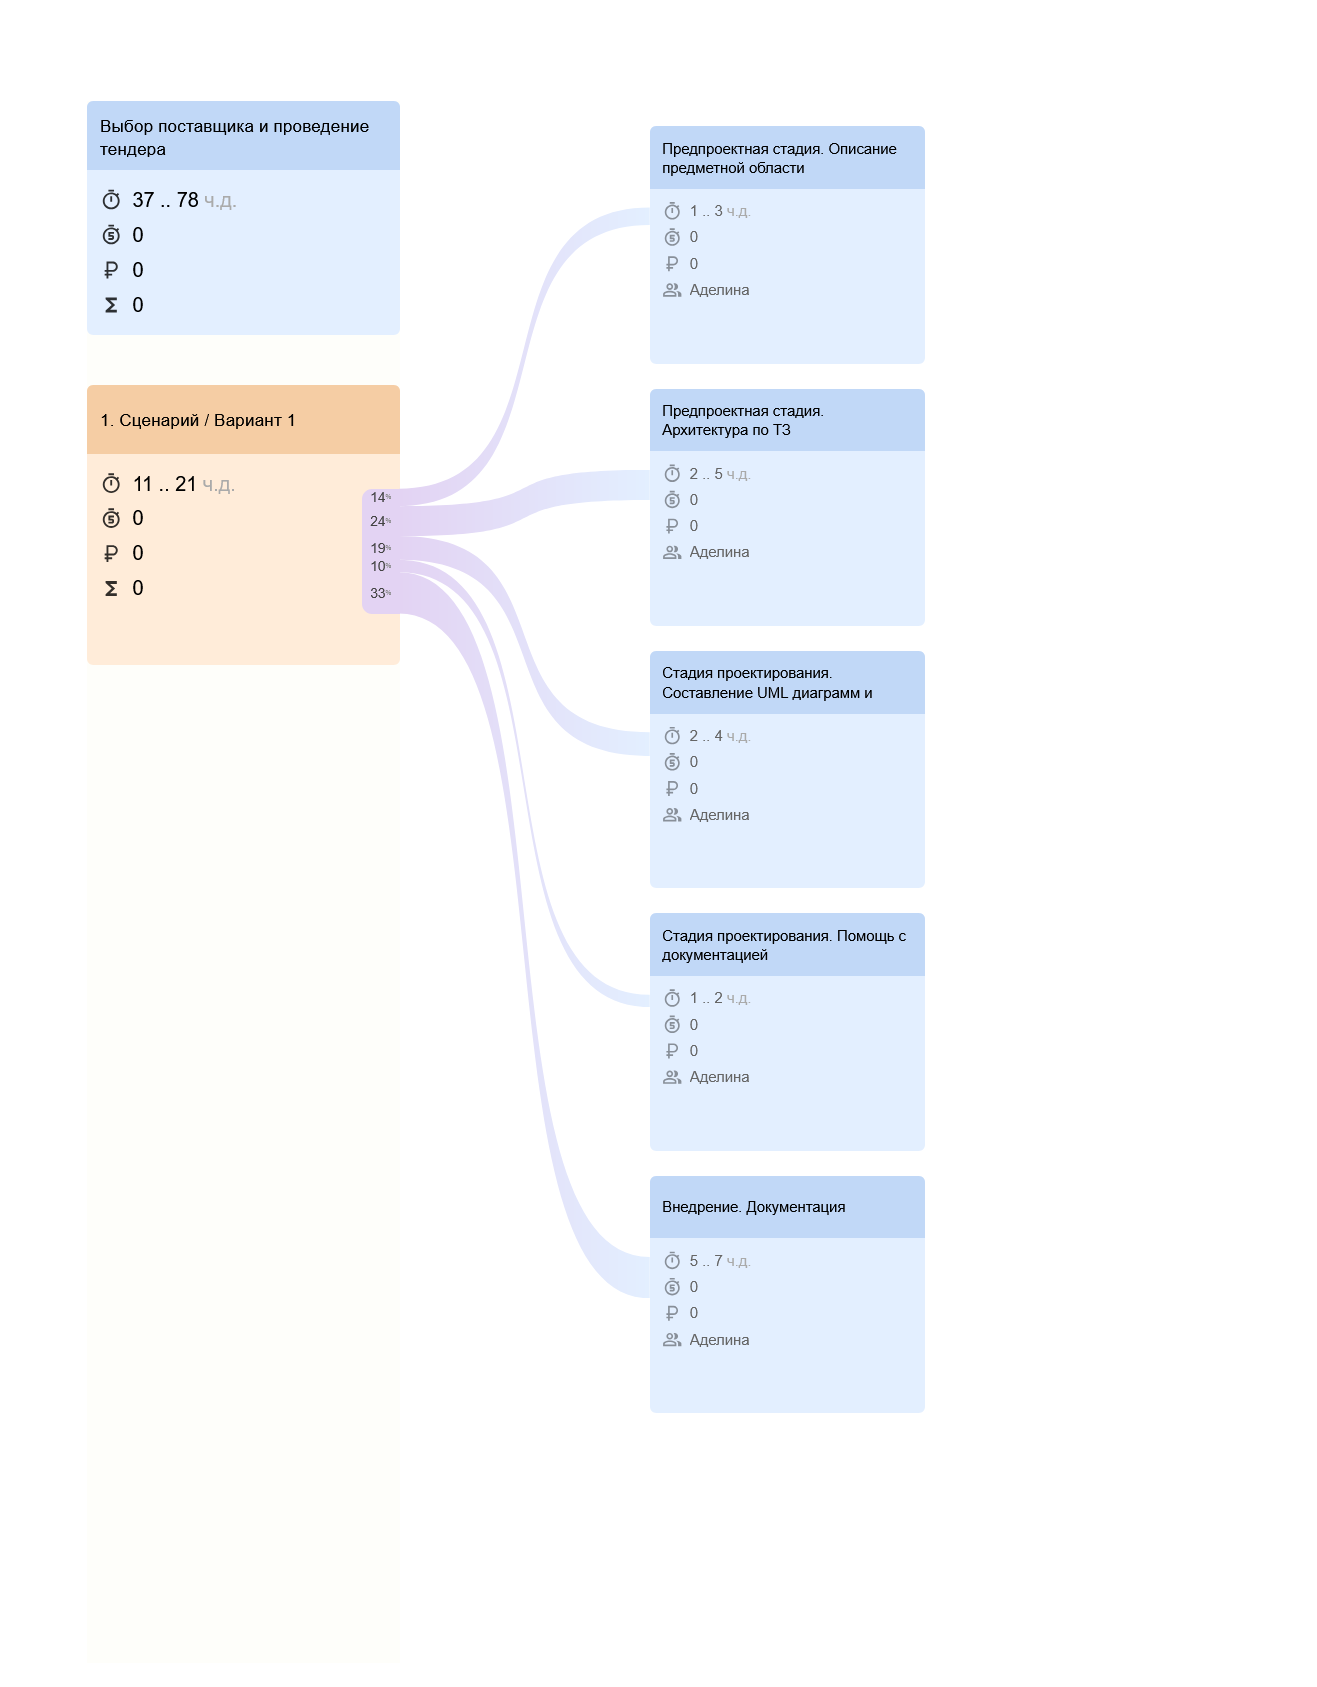 Выбор поставщика и проведение
тендера
37 .. 78 ч.д.
0
0
0
1. Сценарий / Вариант 1
11 .. 21 ч.д.
0
0
0
14%
24%
19%
10%
33%
Предпроектная стадия. Описание
предметной области
1 .. 3 ч.д.
0
0
Аделина
Предпроектная стадия.
Архитектура по ТЗ
2 .. 5 ч.д.
0
0
Аделина
Стадия проектирования.
Составление UML диаграмм и
2 .. 4 ч.д.
0
0
Аделина
Стадия проектирования. Помощь с
документацией
1 .. 2 ч.д.
0
0
Аделина
Внедрение. Документация
5 .. 7 ч.д.
0
0
Аделина